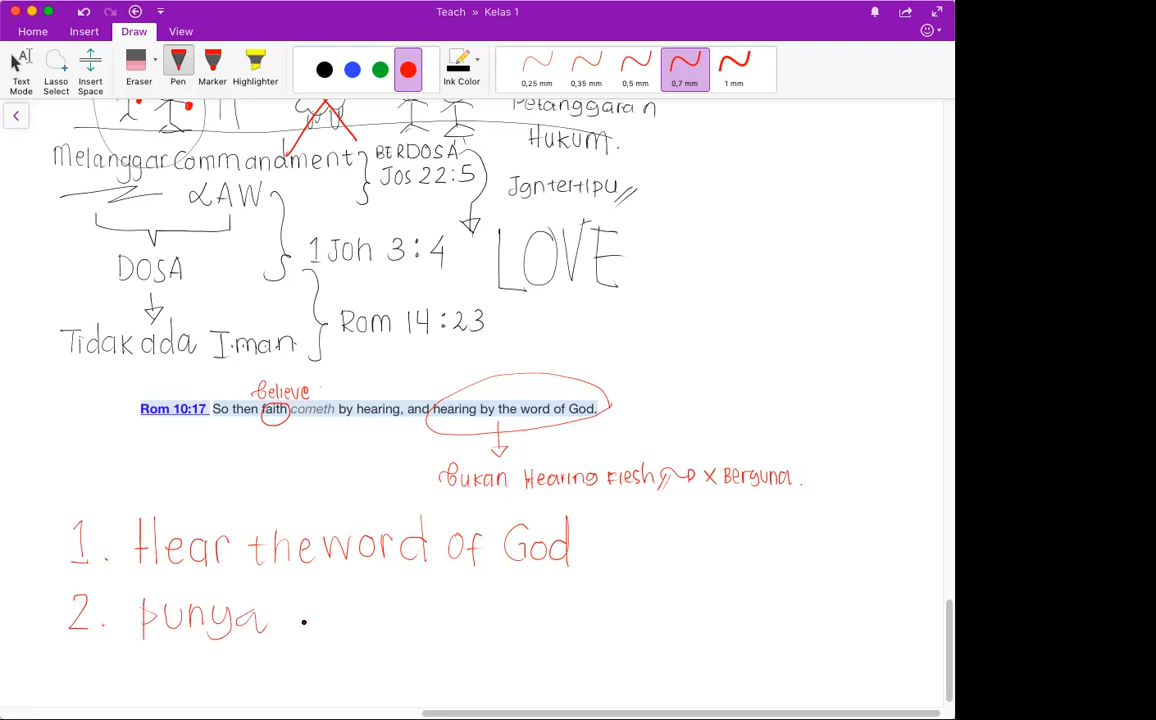 Teach › Kelas 1
Home Insert Draw View
Text Mode
Lasso Select
Insert Space
Eraser
Pen
Marker
Highlighter
Ink Color
0,25 mm
0,35 mm
0,5 mm
0,7 mm
1 mm
Pelanggaran
Hukum.
Melanggar Commandment
BERDOSA
Jos 22:5
Jgn tertipu
LAW
LOVE
1 Joh 3:4
DOSA
Rom 14:23
Tidak ada Iman
believe
Rom 10:17 So then faith cometh by hearing, and hearing by the word of God.
Bukan Hearing Flesh → X Berguna.
1. Hear the word of God
2. punya